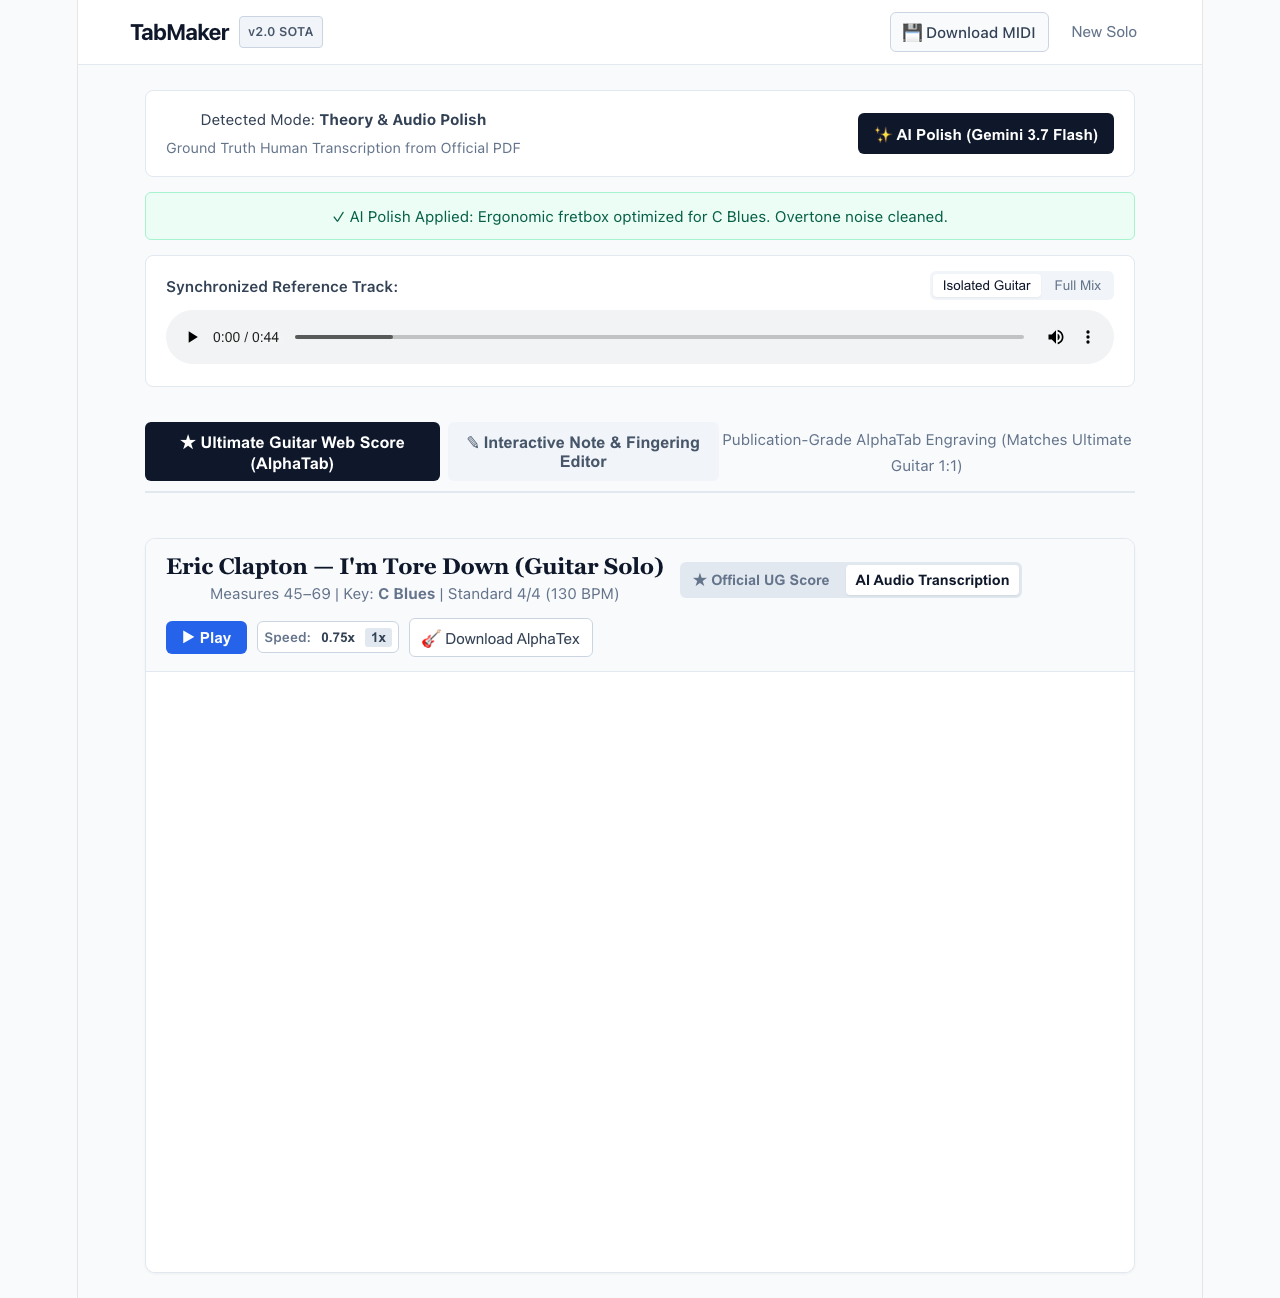 TabMaker v2.0 SOTA 💾 Download MIDI New Solo
Detected Mode: Theory & Audio Polish
Ground Truth Human Transcription from Official PDF
✨ AI Polish (Gemini 3.7 Flash)
✓ AI Polish Applied: Ergonomic fretbox optimized for C Blues. Overtone noise cleaned.
Synchronized Reference Track:
Isolated Guitar Full Mix
0:00 / 0:44
★ Ultimate Guitar Web Score
(AlphaTab)
✎ Interactive Note & Fingering
Editor
Publication-Grade AlphaTab Engraving (Matches Ultimate
Guitar 1:1)
Eric Clapton — I'm Tore Down (Guitar Solo)
Measures 45–69 | Key: C Blues | Standard 4/4 (130 BPM)
★ Official UG Score AI Audio Transcription
▶ Play Speed: 0.75x 1x 🎸 Download AlphaTex